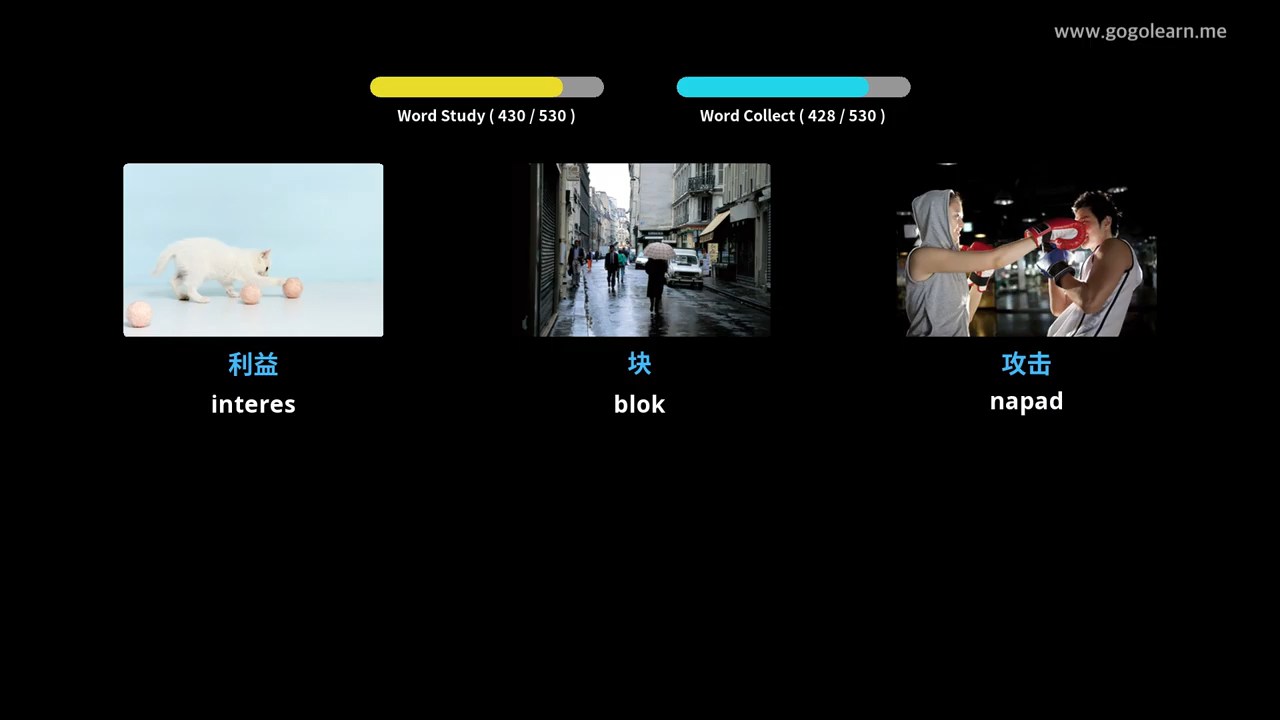 www.gogolearn.me
Word Study ( 430 / 530 )
Word Collect ( 428 / 530 )
利益
块
攻击
interes
blok
napad